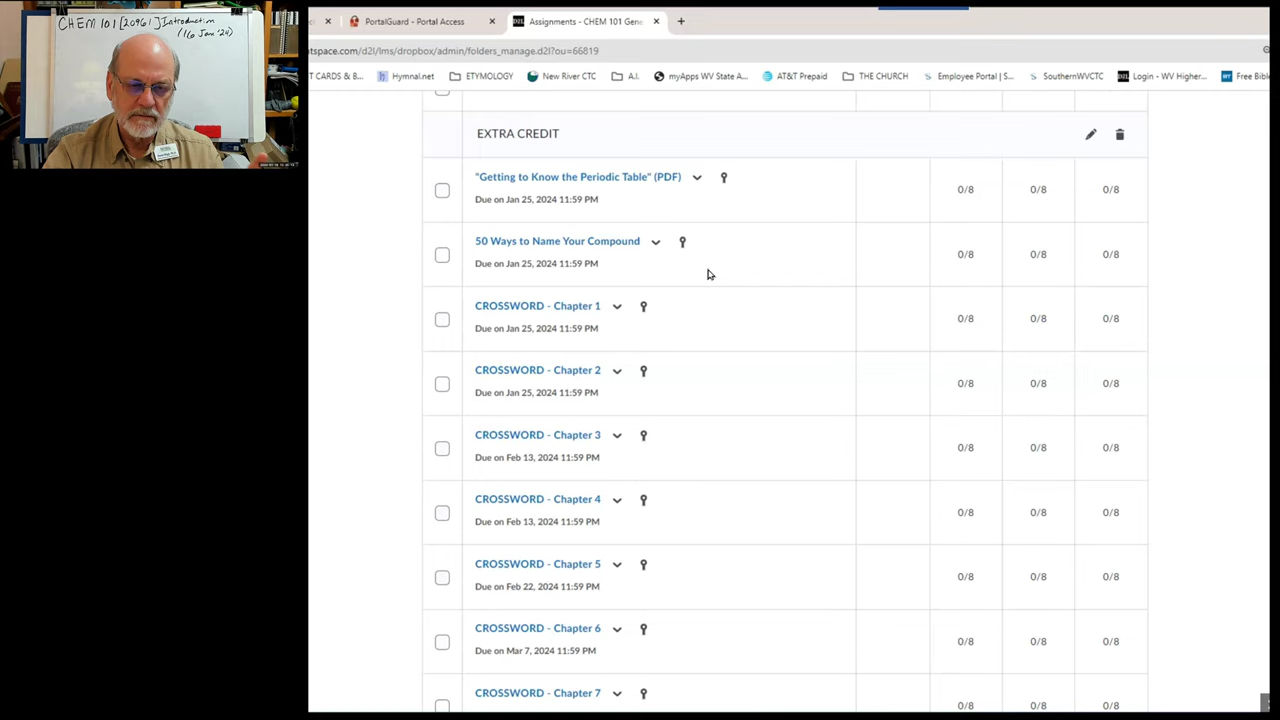 CHEM 101 [20961] Introduction
(16 Jan '24)
PortalGuard - Portal Access
Assignments - CHEM 101 Gene
ntspace.com/d2l/lms/dropbox/admin/folders_manage.d2l?ou=66819
T CARDS & B... Hymnal.net ETYMOLOGY New River CTC A.I. myApps WV State A... AT&T Prepaid THE CHURCH Employee Portal | S... SouthernWVCTC Login - WV Higher... Free Bibl
EXTRA CREDIT
"Getting to Know the Periodic Table" (PDF)
Due on Jan 25, 2024 11:59 PM
0/8 0/8 0/8
50 Ways to Name Your Compound
Due on Jan 25, 2024 11:59 PM
0/8 0/8 0/8
CROSSWORD - Chapter 1
Due on Jan 25, 2024 11:59 PM
0/8 0/8 0/8
CROSSWORD - Chapter 2
Due on Jan 25, 2024 11:59 PM
0/8 0/8 0/8
CROSSWORD - Chapter 3
Due on Feb 13, 2024 11:59 PM
0/8 0/8 0/8
CROSSWORD - Chapter 4
Due on Feb 13, 2024 11:59 PM
0/8 0/8 0/8
CROSSWORD - Chapter 5
Due on Feb 22, 2024 11:59 PM
0/8 0/8 0/8
CROSSWORD - Chapter 6
Due on Mar 7, 2024 11:59 PM
0/8 0/8 0/8
CROSSWORD - Chapter 7
0/8 0/8 0/8